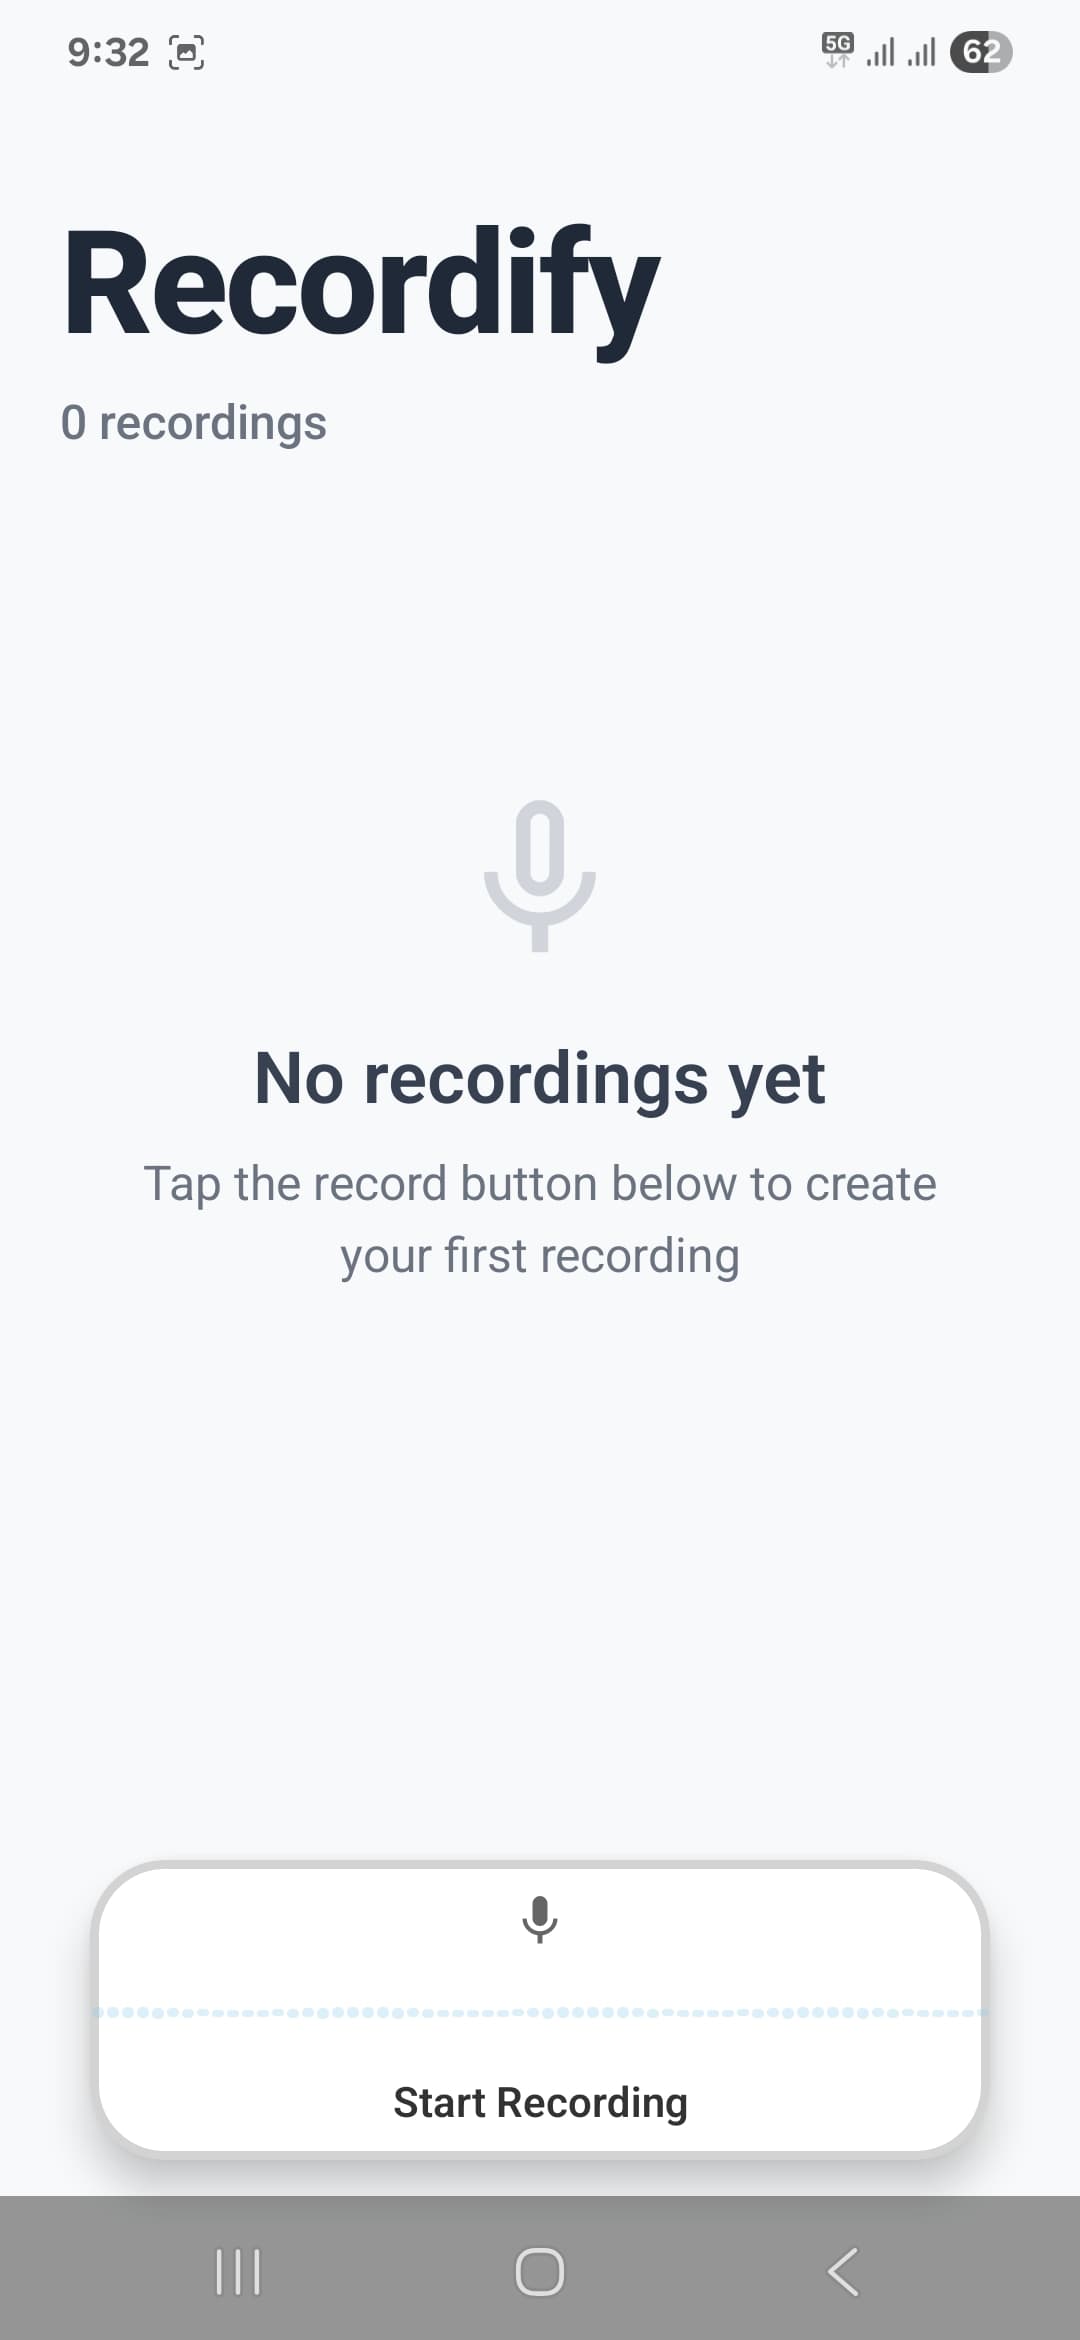 9:32
5G
62
Recordify
0 recordings
No recordings yet
Tap the record button below to create
your first recording
Start Recording